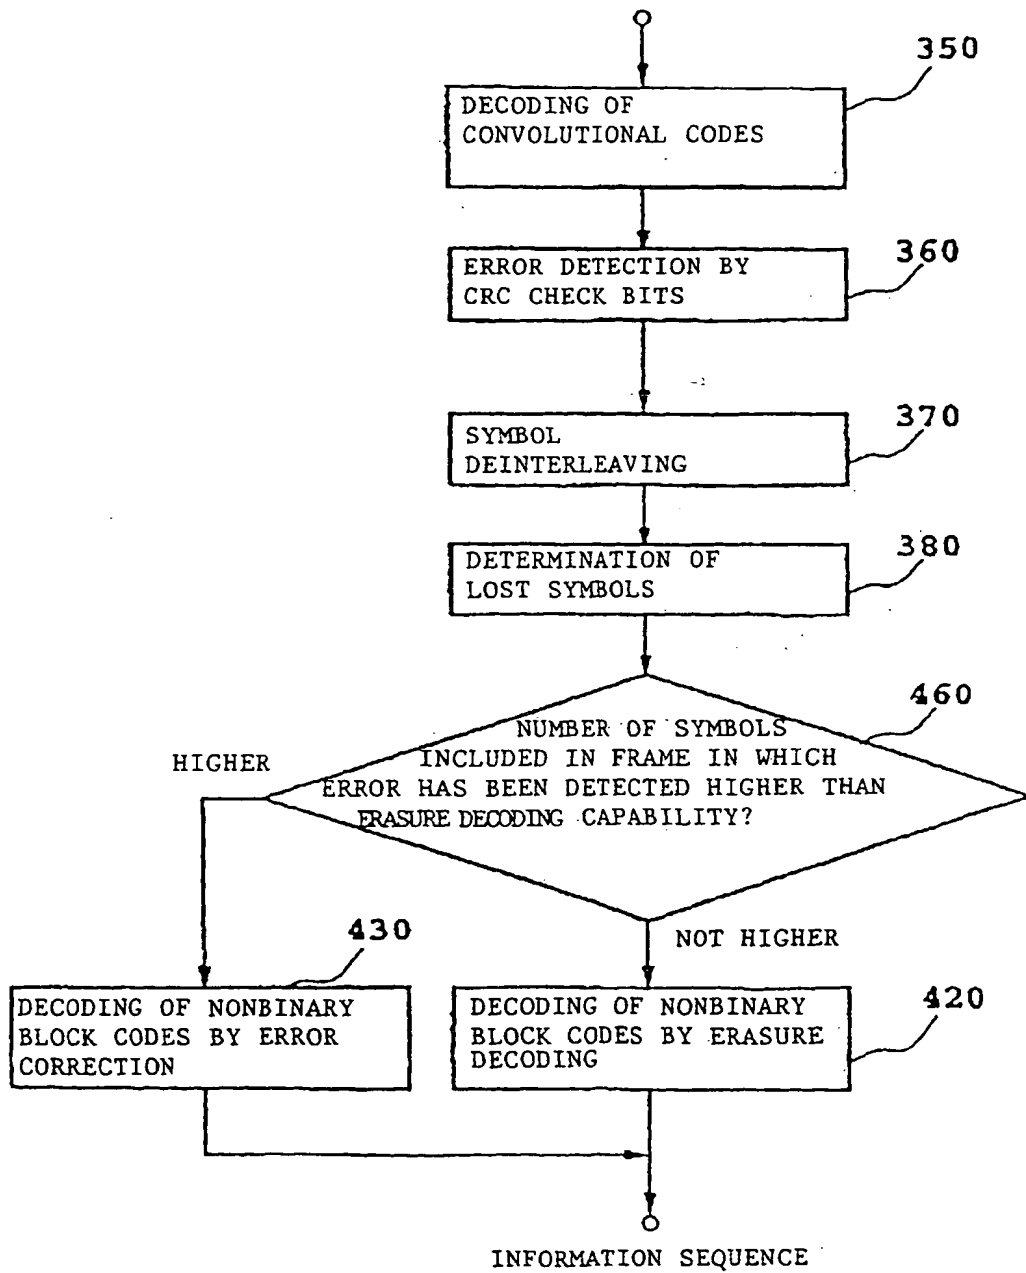 350
DECODING OF
CONVOLUTIONAL CODES
360
ERROR DETECTION BY
CRC CHECK BITS
370
SYMBOL
DEINTERLEAVING
380
DETERMINATION OF
LOST SYMBOLS
460
NUMBER OF SYMBOLS
INCLUDED IN FRAME IN WHICH
ERROR HAS BEEN DETECTED HIGHER THAN
ERASURE DECODING CAPABILITY?
HIGHER
NOT HIGHER
430
DECODING OF NONBINARY
BLOCK CODES BY ERROR
CORRECTION
420
DECODING OF NONBINARY
BLOCK CODES BY ERASURE
DECODING
INFORMATION SEQUENCE